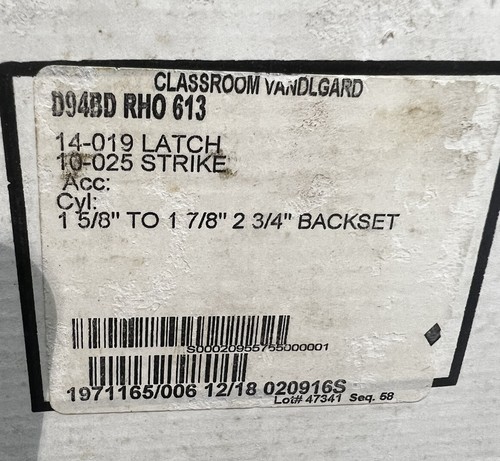 CLASSROOM VANDLGARD
D94BD RHO 613
14-019 LATCH
10-025 STRIKE
Acc:
Cyl:
1 5/8" TO 1 7/8" 2 3/4" BACKSET
S00020955755000001
1971165/006 12/18 020916S
Lot# 47341 Seq. 58